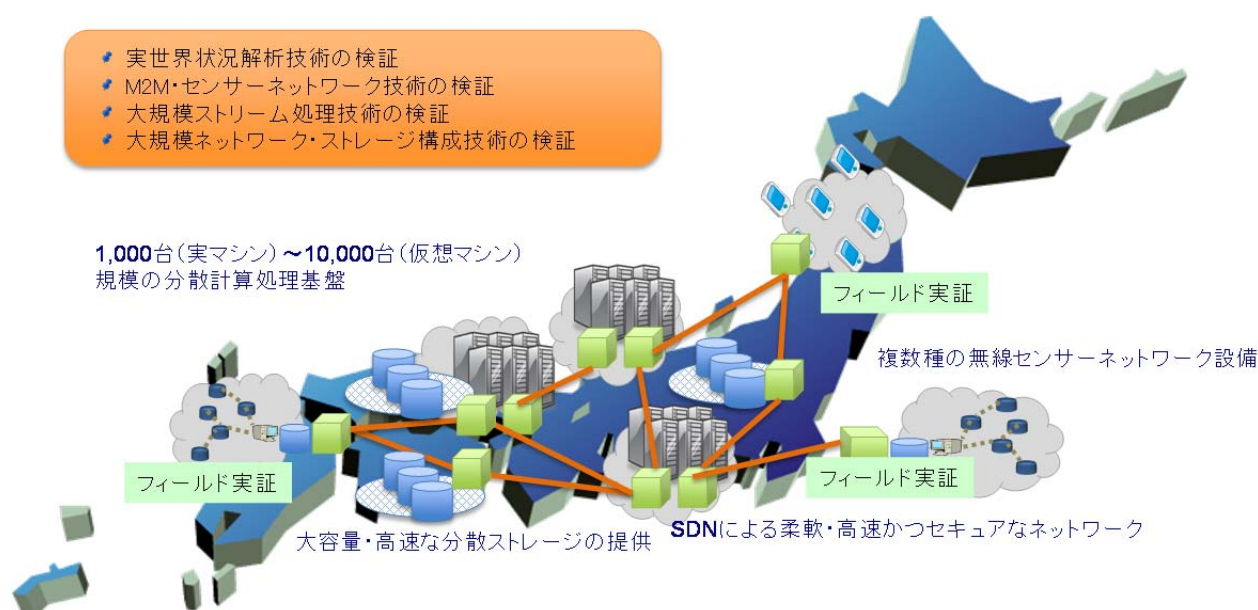 実世界状況解析技術の検証
M2M・センサーネットワーク技術の検証
大規模ストリーム処理技術の検証
大規模ネットワーク・ストレージ構成技術の検証
1,000台(実マシン)～10,000台(仮想マシン)
規模の分散計算処理基盤
フィールド実証
複数種の無線センサーネットワーク設備
フィールド実証
フィールド実証
大容量・高速な分散ストレージの提供
SDNによる柔軟・高速かつセキュアなネットワーク